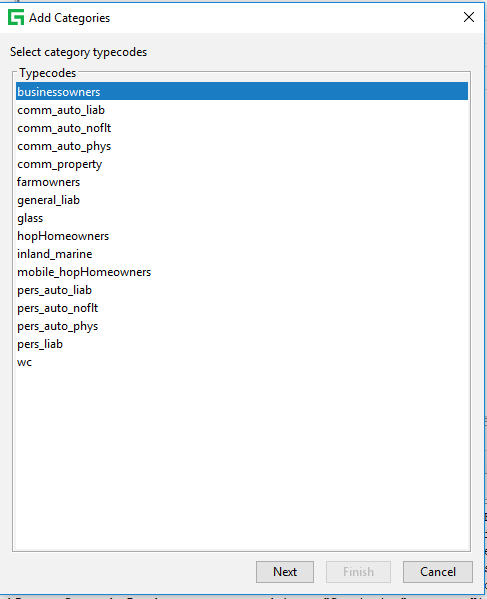 Add Categories
Select category typecodes
Typecodes
businessowners
comm_auto_liab
comm_auto_noflt
comm_auto_phys
comm_property
farmowners
general_liab
glass
hopHomeowners
inland_marine
mobile_hopHomeowners
pers_auto_liab
pers_auto_noflt
pers_auto_phys
pers_liab
wc
Next Finish Cancel